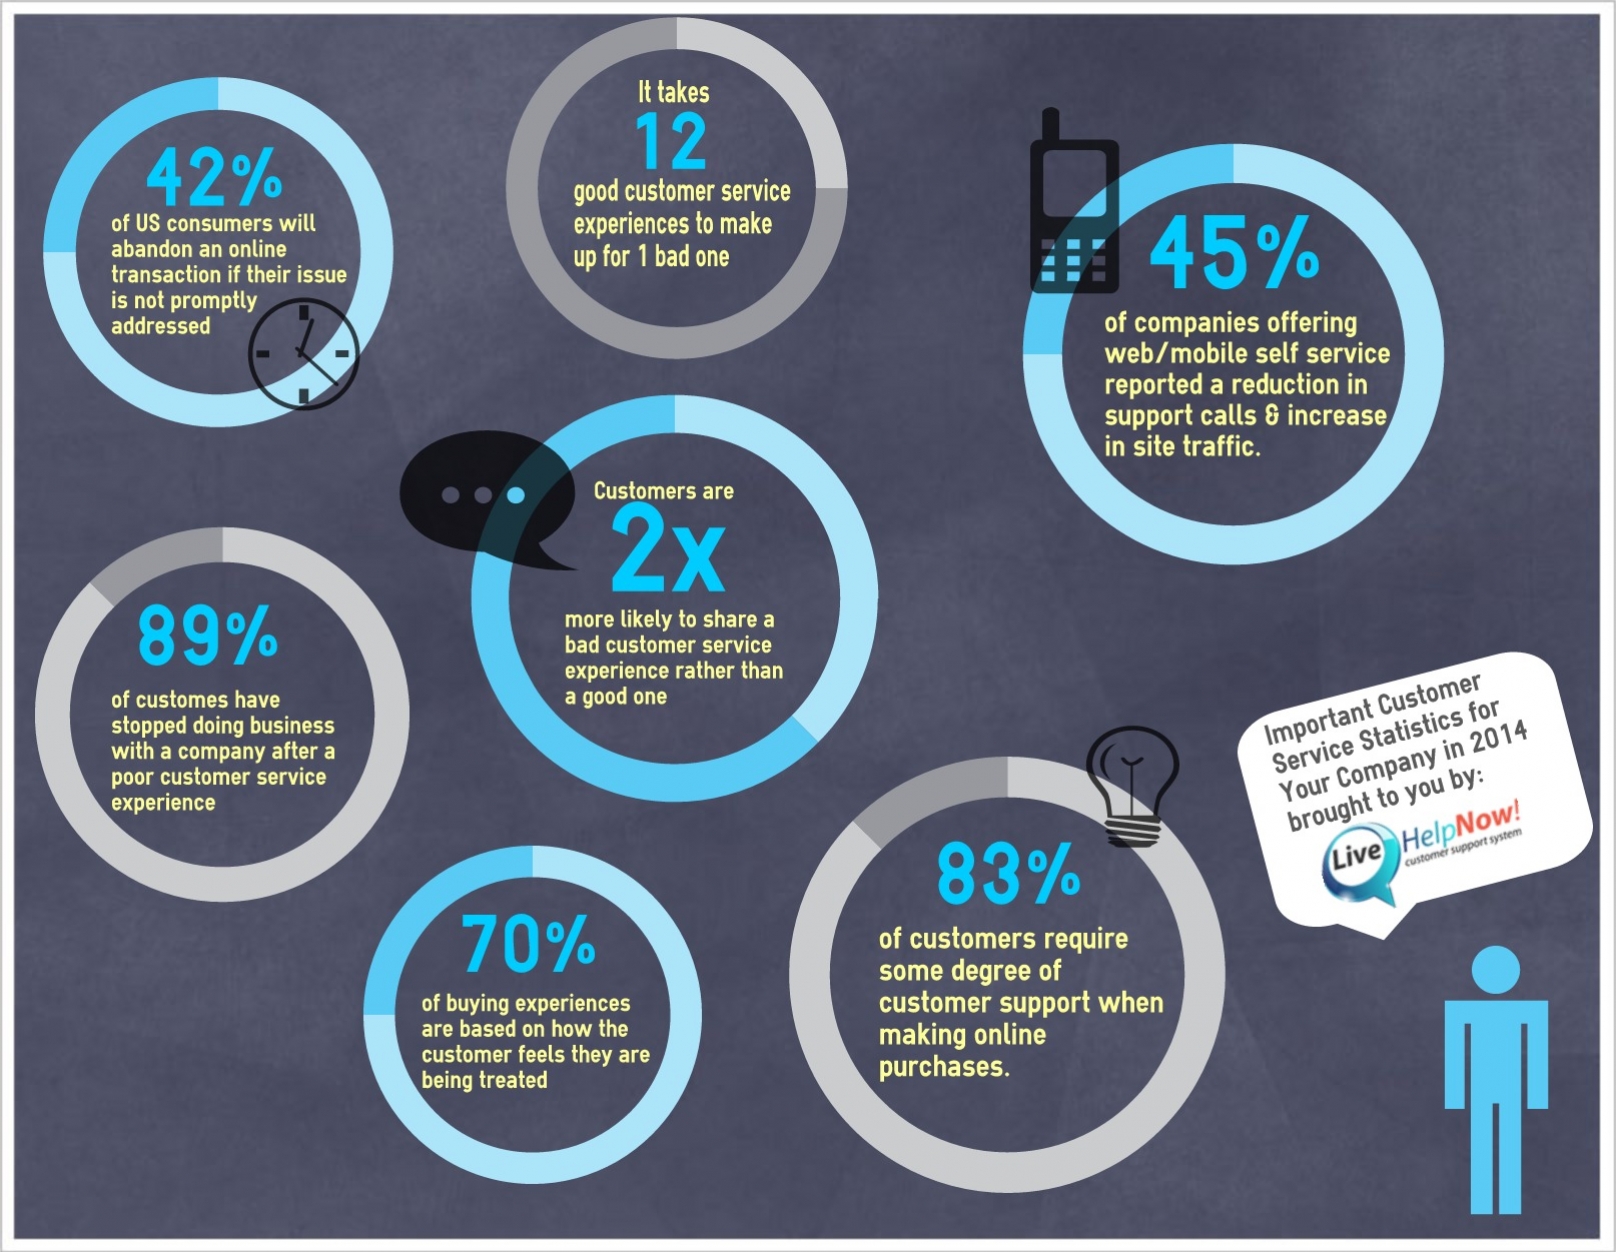 42%
of US consumers will
abandon an online
transaction if their issue
is not promptly
addressed
It takes
12
good customer service
experiences to make
up for 1 bad one
45%
of companies offering
web/mobile self service
reported a reduction in
support calls & increase
in site traffic.
Customers are
2x
more likely to share a
bad customer service
experience rather than
a good one
89%
of customes have
stopped doing business
with a company after a
poor customer service
experience
70%
of buying experiences
are based on how the
customer feels they are
being treated
83%
of customers require
some degree of
customer support when
making online
purchases.
Important Customer
Service Statistics for
Your Company in 2014
brought to you by:
Live HelpNow!
customer support system